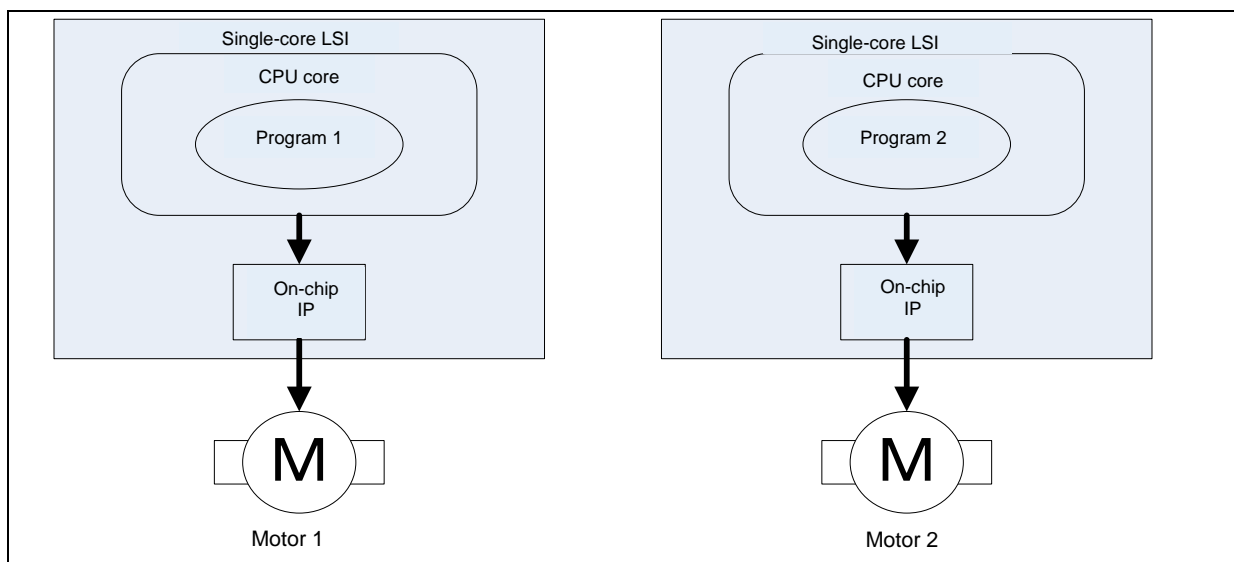 Single-core LSI
CPU core
Program 1
On-chip
IP
M
Motor 1
Single-core LSI
CPU core
Program 2
On-chip
IP
M
Motor 2